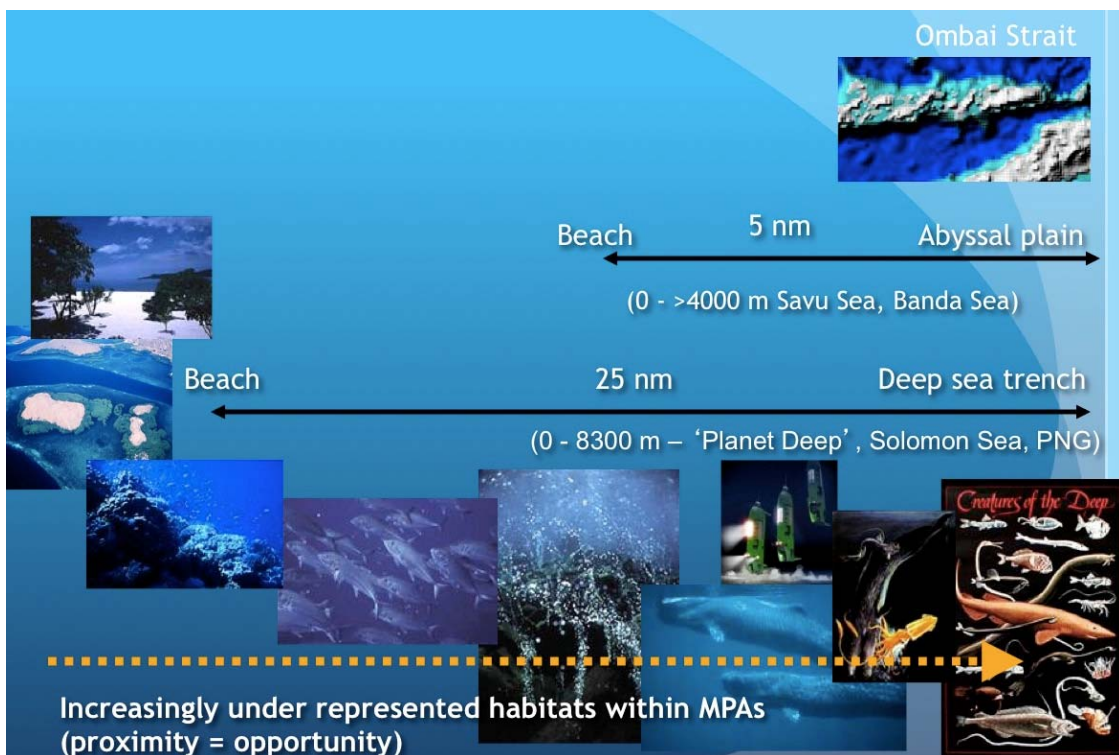 Ombai Strait
5 nm
Beach
Abyssal plain
(0 - >4000 m Savu Sea, Banda Sea)
Beach
25 nm
Deep sea trench
(0 - 8300 m – ‘Planet Deep’, Solomon Sea, PNG)
Creatures of the Deep
Increasingly under represented habitats within MPAs
(proximity = opportunity)